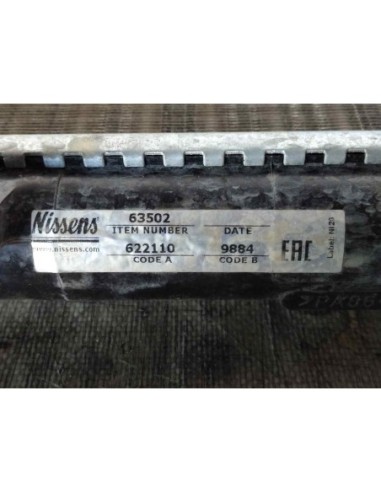 Nissens
www.nissens.com
63502
ITEM NUMBER DATE
622110 9884
CODE A CODE B
EAC